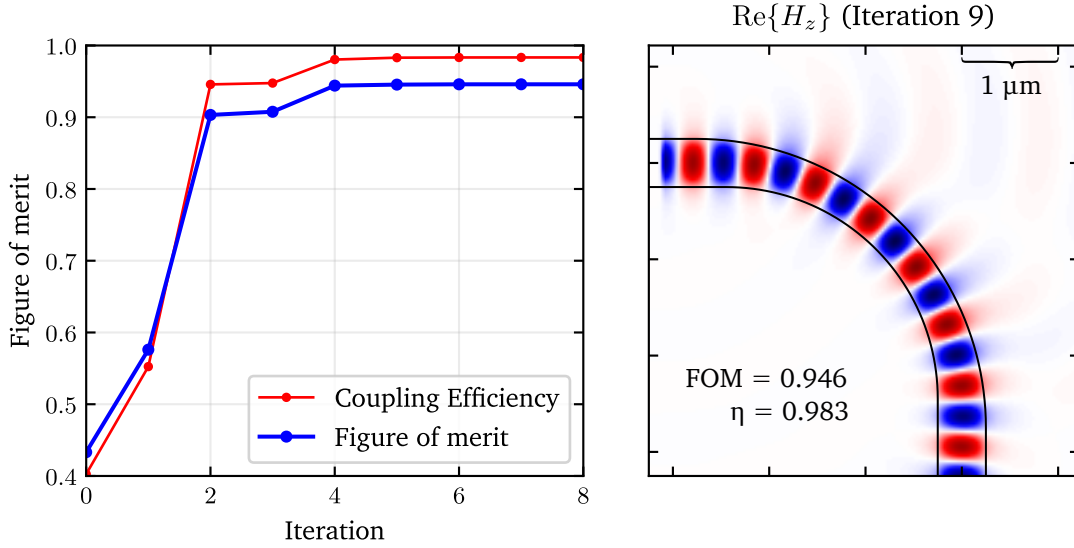 Re{H_z} (Iteration 9)
1.0
0.9
0.8
0.7
0.6
0.5
0.4
Figure of merit
0 2 4 6 8
Iteration
Coupling Efficiency
Figure of merit
1 μm
FOM = 0.946
η = 0.983